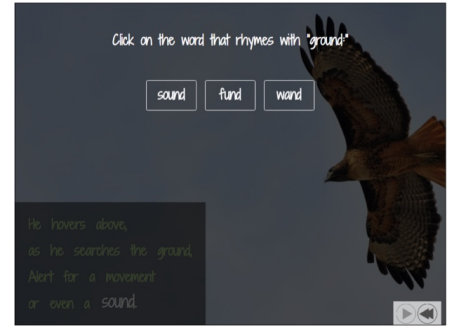 Click on the word that rhymes with "ground:"
sound fund wand
He hovers above,
as he searches the ground,
Alert for a movement
or even a sound.